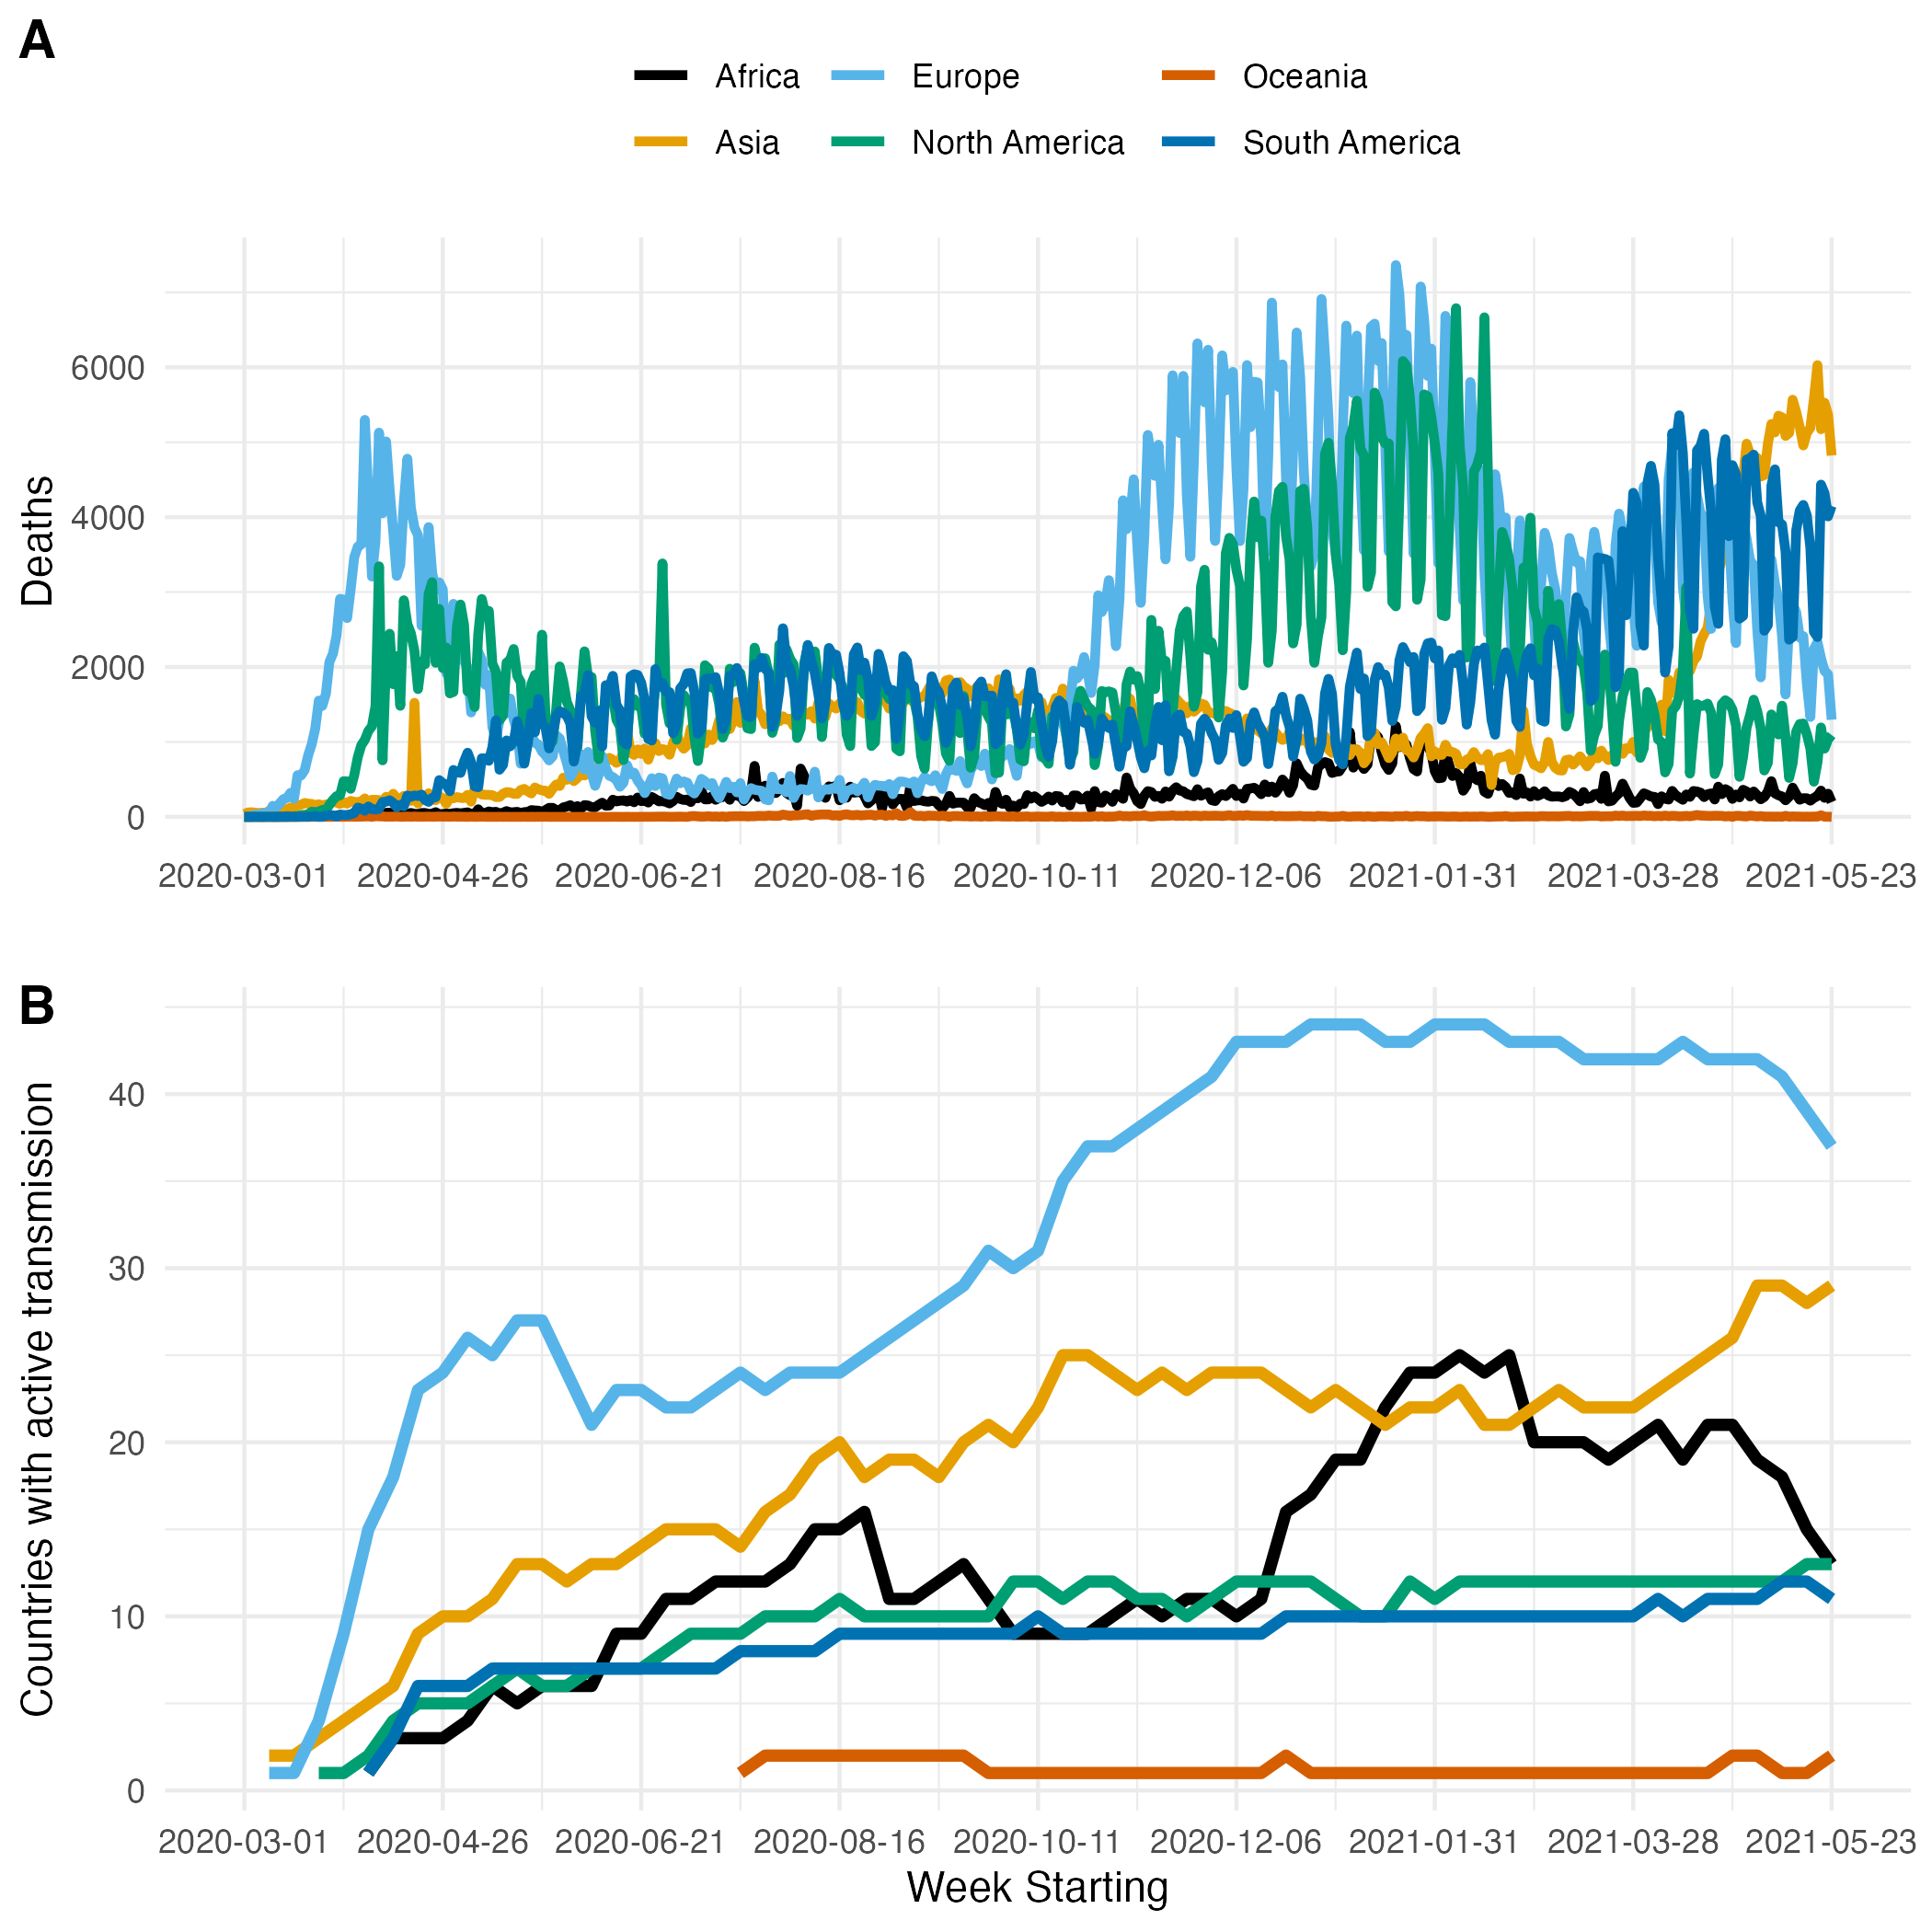 A
Africa Europe Oceania
Asia North America South America
Deaths
6000
4000
2000
0
2020-03-01 2020-04-26 2020-06-21 2020-08-16 2020-10-11 2020-12-06 2021-01-31 2021-03-28 2021-05-23
B
Countries with active transmission
40
30
20
10
0
2020-03-01 2020-04-26 2020-06-21 2020-08-16 2020-10-11 2020-12-06 2021-01-31 2021-03-28 2021-05-23
Week Starting